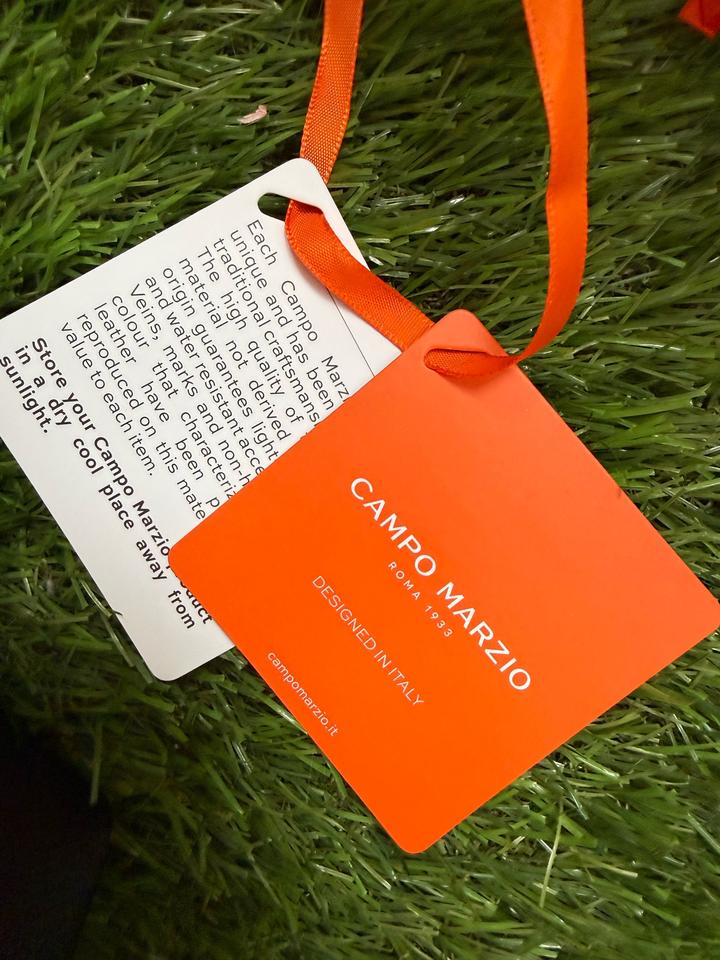 Each Campo
unique and has been
traditional craftsmans
The high quality of
material not derived
origin guarantees light
and water resistant acce
Veins, marks and non-h
colour that characteriz
leather have been p
reproduced on this mate
value to each item.
Store your Campo Marzio
in a dry cool place away from
sunlight.
CAMPO MARZIO
ROMA 1933
DESIGNED IN ITALY
campomarzio.it